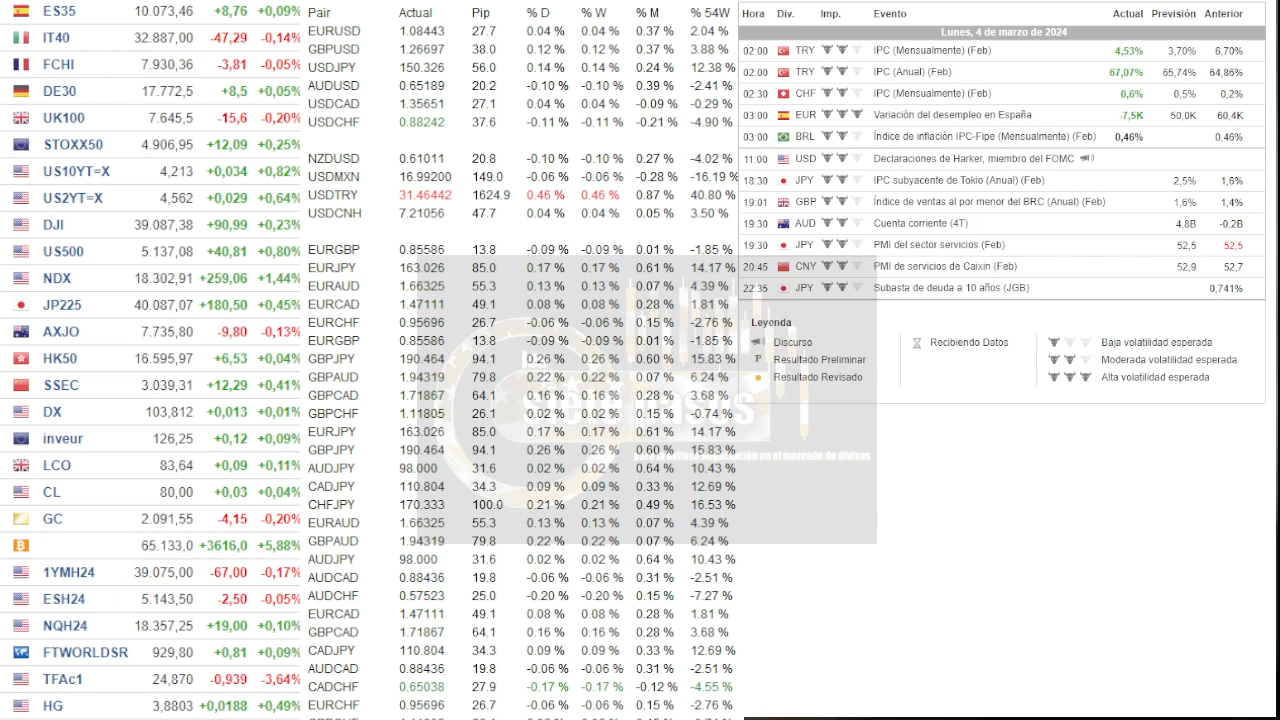 ES35 10.073,46 +8,76 +0,09%
IT40 32.887,00 -47,29 -0,14%
FCHI 7.930,36 -3,81 -0,05%
DE30 17.772,5 +8,5 +0,05%
UK100 7.645,5 -15,6 -0,20%
STOXX50 4.906,95 +12,09 +0,25%
US10YT=X 4,213 +0,034 +0,82%
US2YT=X 4,562 +0,029 +0,64%
DJI 39.087,38 +90,99 +0,23%
US500 5.137,08 +40,81 +0,80%
NDX 18.302,91 +259,06 +1,44%
JP225 40.087,07 +180,50 +0,45%
AXJO 7.735,80 -9,80 -0,13%
HK50 16.595,97 +6,53 +0,04%
SSEC 3.039,31 +12,29 +0,41%
DX 103,812 +0,013 +0,01%
inveur 126,25 +0,12 +0,09%
LCO 83,64 +0,09 +0,11%
CL 80,00 +0,03 +0,04%
GC 2.091,55 -4,15 -0,20%
65.133,0 +3616,0 +5,88%
1YMH24 39.075,00 -67,00 -0,17%
ESH24 5.143,50 -2,50 -0,05%
NQH24 18.357,25 +19,00 +0,10%
FTWORLDSR 929,80 +0,81 +0,09%
TFAc1 24,870 -0,939 -3,64%
HG 3,8805 +0,0188 +0,49%
Pair Actual Pip % D % W % M % 54W
EURUSD 1.08443 27.7 0.04 % 0.04 % 0.37 % 2.04 %
GBPUSD 1.26697 38.0 0.12 % 0.12 % 0.37 % 3.88 %
USDJPY 150.326 56.0 0.14 % 0.14 % 0.24 % 12.38 %
AUDUSD 0.65189 20.2 -0.10 % -0.10 % 0.39 % -2.41 %
USDCAD 1.35651 27.1 0.04 % 0.04 % -0.09 % -0.29 %
USDCHF 0.88242 37.6 -0.11 % -0.11 % -0.21 % -4.90 %
NZDUSD 0.61011 20.8 -0.10 % -0.10 % 0.27 % -4.02 %
USDMXN 16.99200 149.0 -0.06 % -0.06 % -0.28 % -16.19 %
USDTRY 31.46442 1624.9 0.46 % 0.46 % 0.87 % 40.80 %
USDCNH 7.21056 47.7 0.04 % 0.04 % 0.05 % 3.50 %
EURGBP 0.85586 13.8 -0.09 % -0.09 % 0.01 % -1.85 %
EURJPY 163.026 85.0 0.17 % 0.17 % 0.61 % 14.17 %
EURAUD 1.66325 55.3 0.13 % 0.13 % 0.07 % 4.39 %
EURCAD 1.47111 49.1 0.08 % 0.08 % 0.28 % 1.81 %
EURCHF 0.95696 26.7 -0.06 % -0.06 % 0.15 % -2.76 %
EURGBP 0.85586 13.8 -0.09 % -0.09 % 0.01 % -1.85 %
GBPJPY 190.464 94.1 0.26 % 0.26 % 0.60 % 15.83 %
GBPAUD 1.94319 79.8 0.22 % 0.22 % 0.07 % 6.24 %
GBPCAD 1.71867 64.1 0.16 % 0.16 % 0.28 % 3.68 %
GBPCHF 1.11805 26.1 0.02 % 0.02 % 0.15 % -0.74 %
EURJPY 163.026 85.0 0.17 % 0.17 % 0.61 % 14.17 %
GBPJPY 190.464 94.1 0.26 % 0.26 % 0.60 % 15.83 %
AUDJPY 98.000 31.6 0.02 % 0.02 % 0.64 % 10.43 %
CADJPY 110.804 34.3 0.09 % 0.09 % 0.33 % 12.69 %
CHFJPY 170.333 100.0 0.21 % 0.21 % 0.49 % 16.53 %
EURAUD 1.66325 55.3 0.13 % 0.13 % 0.07 % 4.39 %
GBPAUD 1.94319 79.8 0.22 % 0.22 % 0.07 % 6.24 %
AUDJPY 98.000 31.6 0.02 % 0.02 % 0.64 % 10.43 %
AUDCAD 0.88436 19.8 -0.06 % -0.06 % 0.31 % -2.51 %
AUDCHF 0.57523 25.0 -0.20 % -0.20 % 0.15 % -7.27 %
EURCAD 1.47111 49.1 0.08 % 0.08 % 0.28 % 1.81 %
GBPCAD 1.71867 64.1 0.16 % 0.16 % 0.28 % 3.68 %
CADJPY 110.804 34.3 0.09 % 0.09 % 0.33 % 12.69 %
AUDCAD 0.88436 19.8 -0.06 % -0.06 % 0.31 % -2.51 %
CADCHF 0.65038 27.9 -0.17 % -0.17 % -0.12 % -4.55 %
EURCHF 0.95696 26.7 -0.06 % -0.06 % 0.15 % -2.76 %
Hora Div. Imp. Evento Actual Previsión Anterior
Lunes, 4 de marzo de 2024
02:00 TRY IPC (Mensualmente) (Feb) 4,53% 3,70% 6,70%
02:00 TRY IPC (Anual) (Feb) 67,07% 65,74% 64,86%
02:30 CHF IPC (Mensualmente) (Feb) 0,6% 0,5% 0,2%
03:00 EUR Variación del desempleo en España -7,5K 50,0K 60,4K
03:00 BRL Índice de inflación IPC-Fipe (Mensualmente) (Feb) 0,46% 0,46%
11:00 USD Declaraciones de Harker, miembro del FOMC
18:30 JPY IPC subyacente de Tokio (Anual) (Feb) 2,5% 1,6%
19:01 GBP Índice de ventas al por menor del BRC (Anual) (Feb) 1,6% 1,4%
19:30 AUD Cuenta corriente (4T) 4,8B -0,2B
19:30 JPY PMI del sector servicios (Feb) 52,5 52,5
20:45 CNY PMI de servicios de Caixin (Feb) 52,9 52,7
22:35 JPY Subasta de deuda a 10 años (JGB) 0,741%
Leyenda
Discurso
P Resultado Preliminar
Resultado Revisado
Recibiendo Datos
Baja volatilidad esperada
Moderada volatilidad esperada
Alta volatilidad esperada
los
siete pasos
para la exitosa negociación en el mercado de divisas